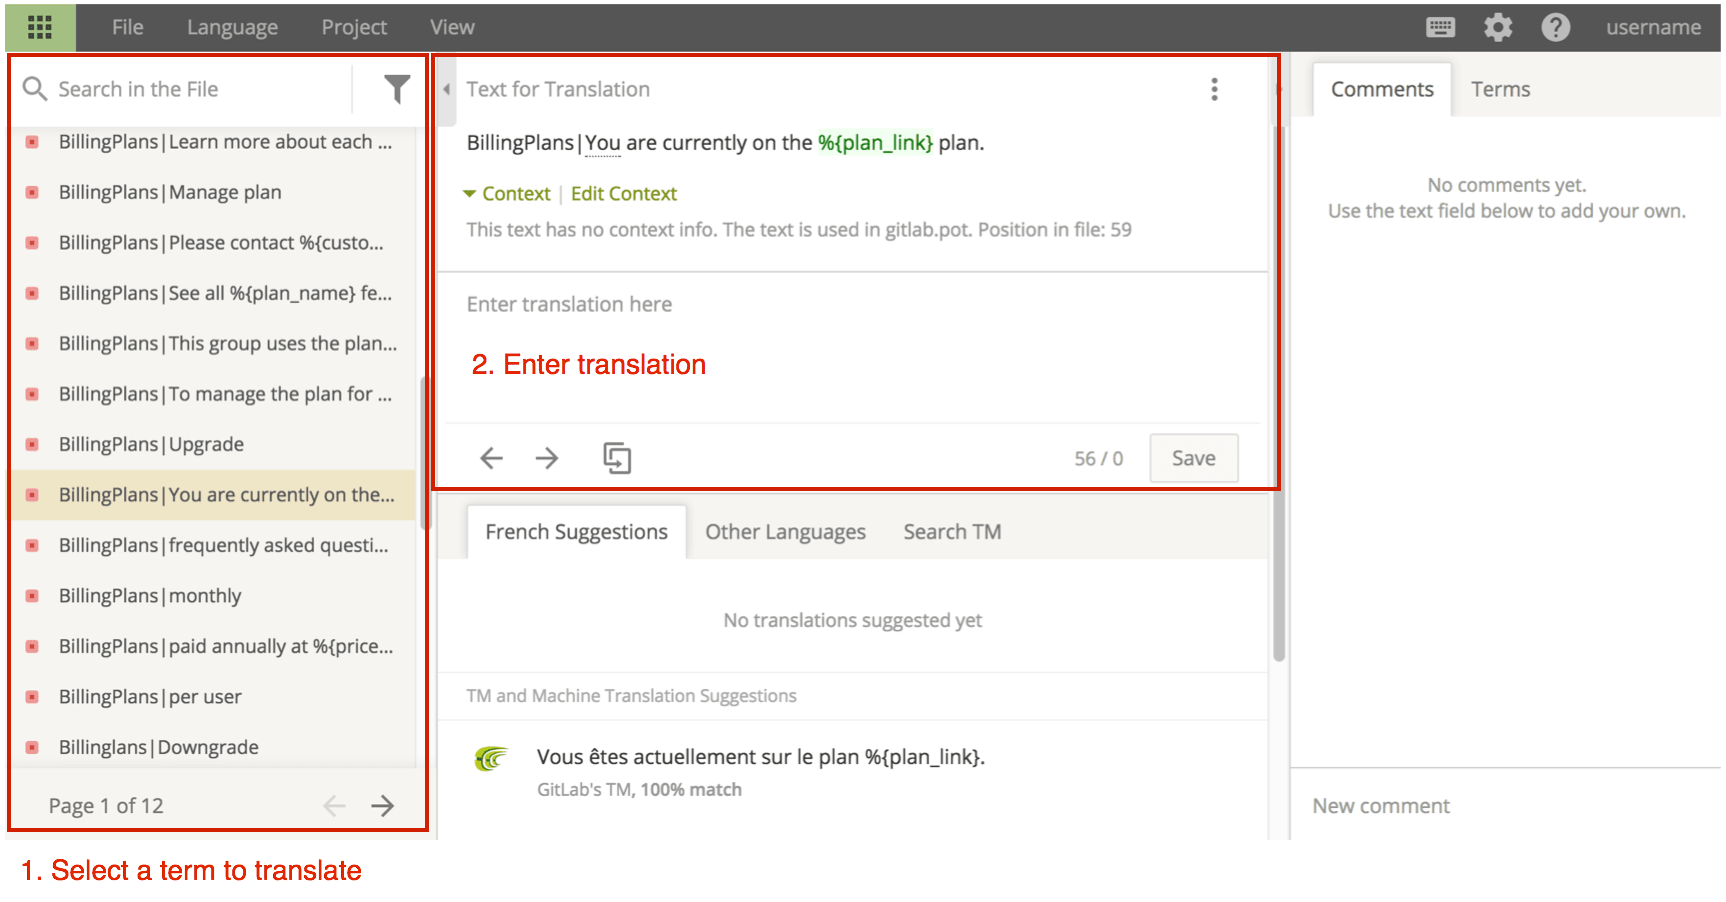 File Language Project View username
Search in the File
BillingPlans|Learn more about each ...
BillingPlans|Manage plan
BillingPlans|Please contact %{custo...
BillingPlans|See all %{plan_name} fe...
BillingPlans|This group uses the plan...
BillingPlans|To manage the plan for ...
BillingPlans|Upgrade
BillingPlans|You are currently on the...
BillingPlans|frequently asked questi...
BillingPlans|monthly
BillingPlans|paid annually at %{price...
BillingPlans|per user
Billinglans|Downgrade
Page 1 of 12
1. Select a term to translate
Text for Translation
BillingPlans|You are currently on the %{plan_link} plan.
Context | Edit Context
This text has no context info. The text is used in gitlab.pot. Position in file: 59
Enter translation here
2. Enter translation
56 / 0 Save
French Suggestions Other Languages Search TM
No translations suggested yet
TM and Machine Translation Suggestions
Vous êtes actuellement sur le plan %{plan_link}.
GitLab's TM, 100% match
Comments Terms
No comments yet.
Use the text field below to add your own.
New comment